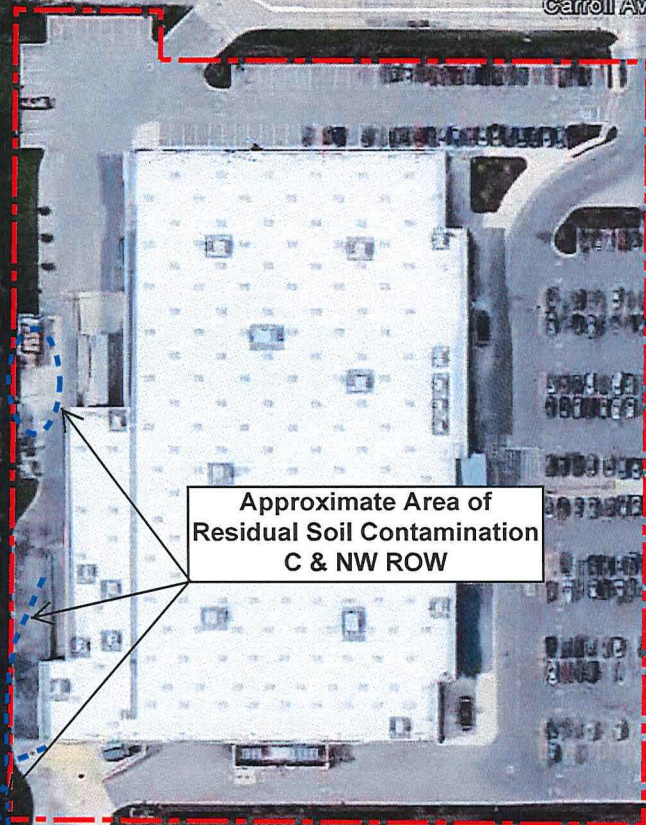 Carroll Av
Approximate Area of
Residual Soil Contamination
C & NW ROW